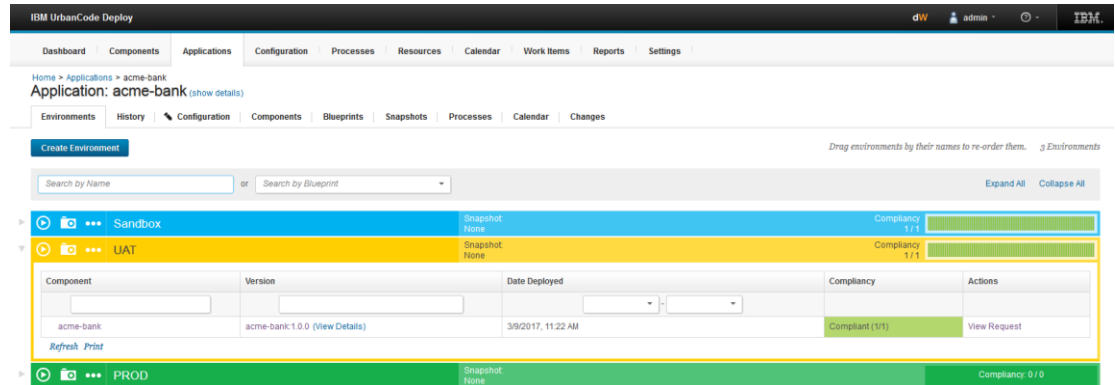 IBM UrbanCode Deploy dW admin IBM.
Dashboard Components Applications Configuration Processes Resources Calendar Work Items Reports Settings
Home > Applications > acme-bank
Application: acme-bank (show details)
Environments History Configuration Components Blueprints Snapshots Processes Calendar Changes
Create Environment Drag environments by their names to re-order them. 3 Environments
Search by Name or Search by Blueprint Expand All Collapse All
Sandbox Snapshot: Compliancy
None 1 / 1
UAT Snapshot: Compliancy
None 1 / 1
Component Version Date Deployed Compliancy Actions
-
acme-bank acme-bank:1.0.0 (View Details) 3/9/2017, 11:22 AM Compliant (1/1) View Request
Refresh Print
PROD Snapshot: Compliancy: 0 / 0
None